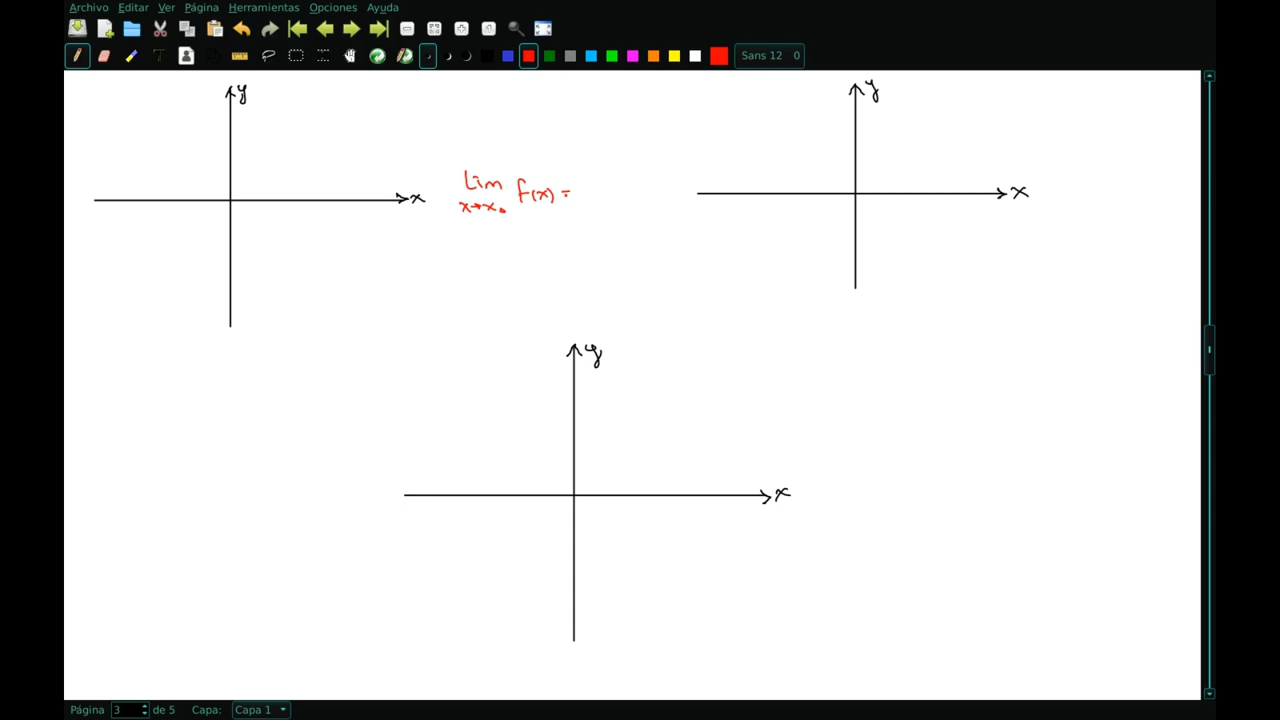 Archivo Editar Ver Página Herramientas Opciones Ayuda
T Sans 12 0
y
x
lim f(x) =
x→x₀
y
x
y
x
Página 3 de 5 Capa: Capa 1